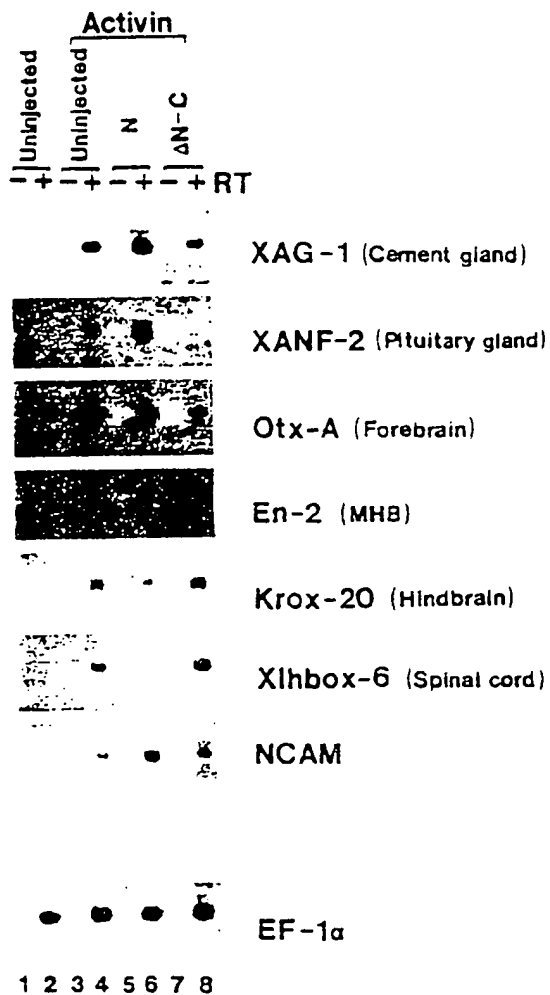 Activin
Uninjected
Uninjected
N
ΔN-C
- + - + - + - + RT
XAG-1 (Cement gland)
XANF-2 (Pituitary gland)
Otx-A (Forebrain)
En-2 (MHB)
Krox-20 (Hindbrain)
Xlhbox-6 (Spinal cord)
NCAM
EF-1α
1 2 3 4 5 6 7 8